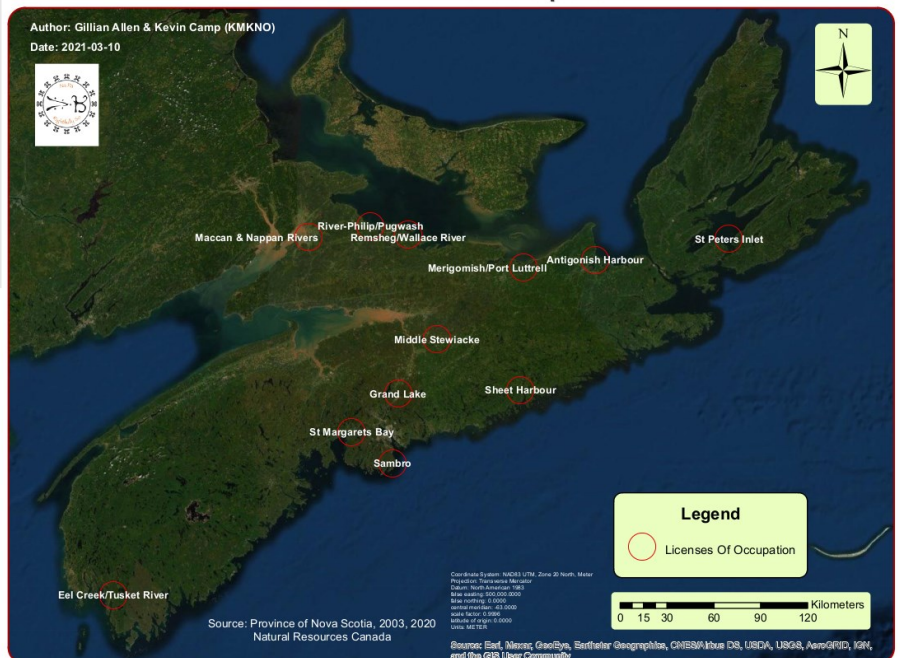 Author: Gillian Allen & Kevin Camp (KMKNO)
Date: 2021-03-10
N
River-Philip/Pugwash
Maccan & Nappan Rivers
Remsheg/Wallace River
St Peters Inlet
Antigonish Harbour
Merigomish/Port Luttrell
Middle Stewiacke
Grand Lake
Sheet Harbour
St Margarets Bay
Sambro
Eel Creek/Tusket River
Legend
Licenses Of Occupation
Kilometers
0 15 30 60 90 120
Coordinate System: NAD83 UTM, Zone 20 North, Meter
Projection: Transverse Mercator
Datum: North American 1983
false easting: 500,000.0000
false northing: 0.0000
central meridian: -63.0000
scale factor: 0.9996
latitude of origin: 0.0000
Units: METER
Source: Province of Nova Scotia, 2003, 2020
Natural Resources Canada
Source: Esri, Maxar, GeoEye, Earthstar Geographics, CNES/Airbus DS, USDA, USGS, AeroGRID, IGN,
and the GIS User Community